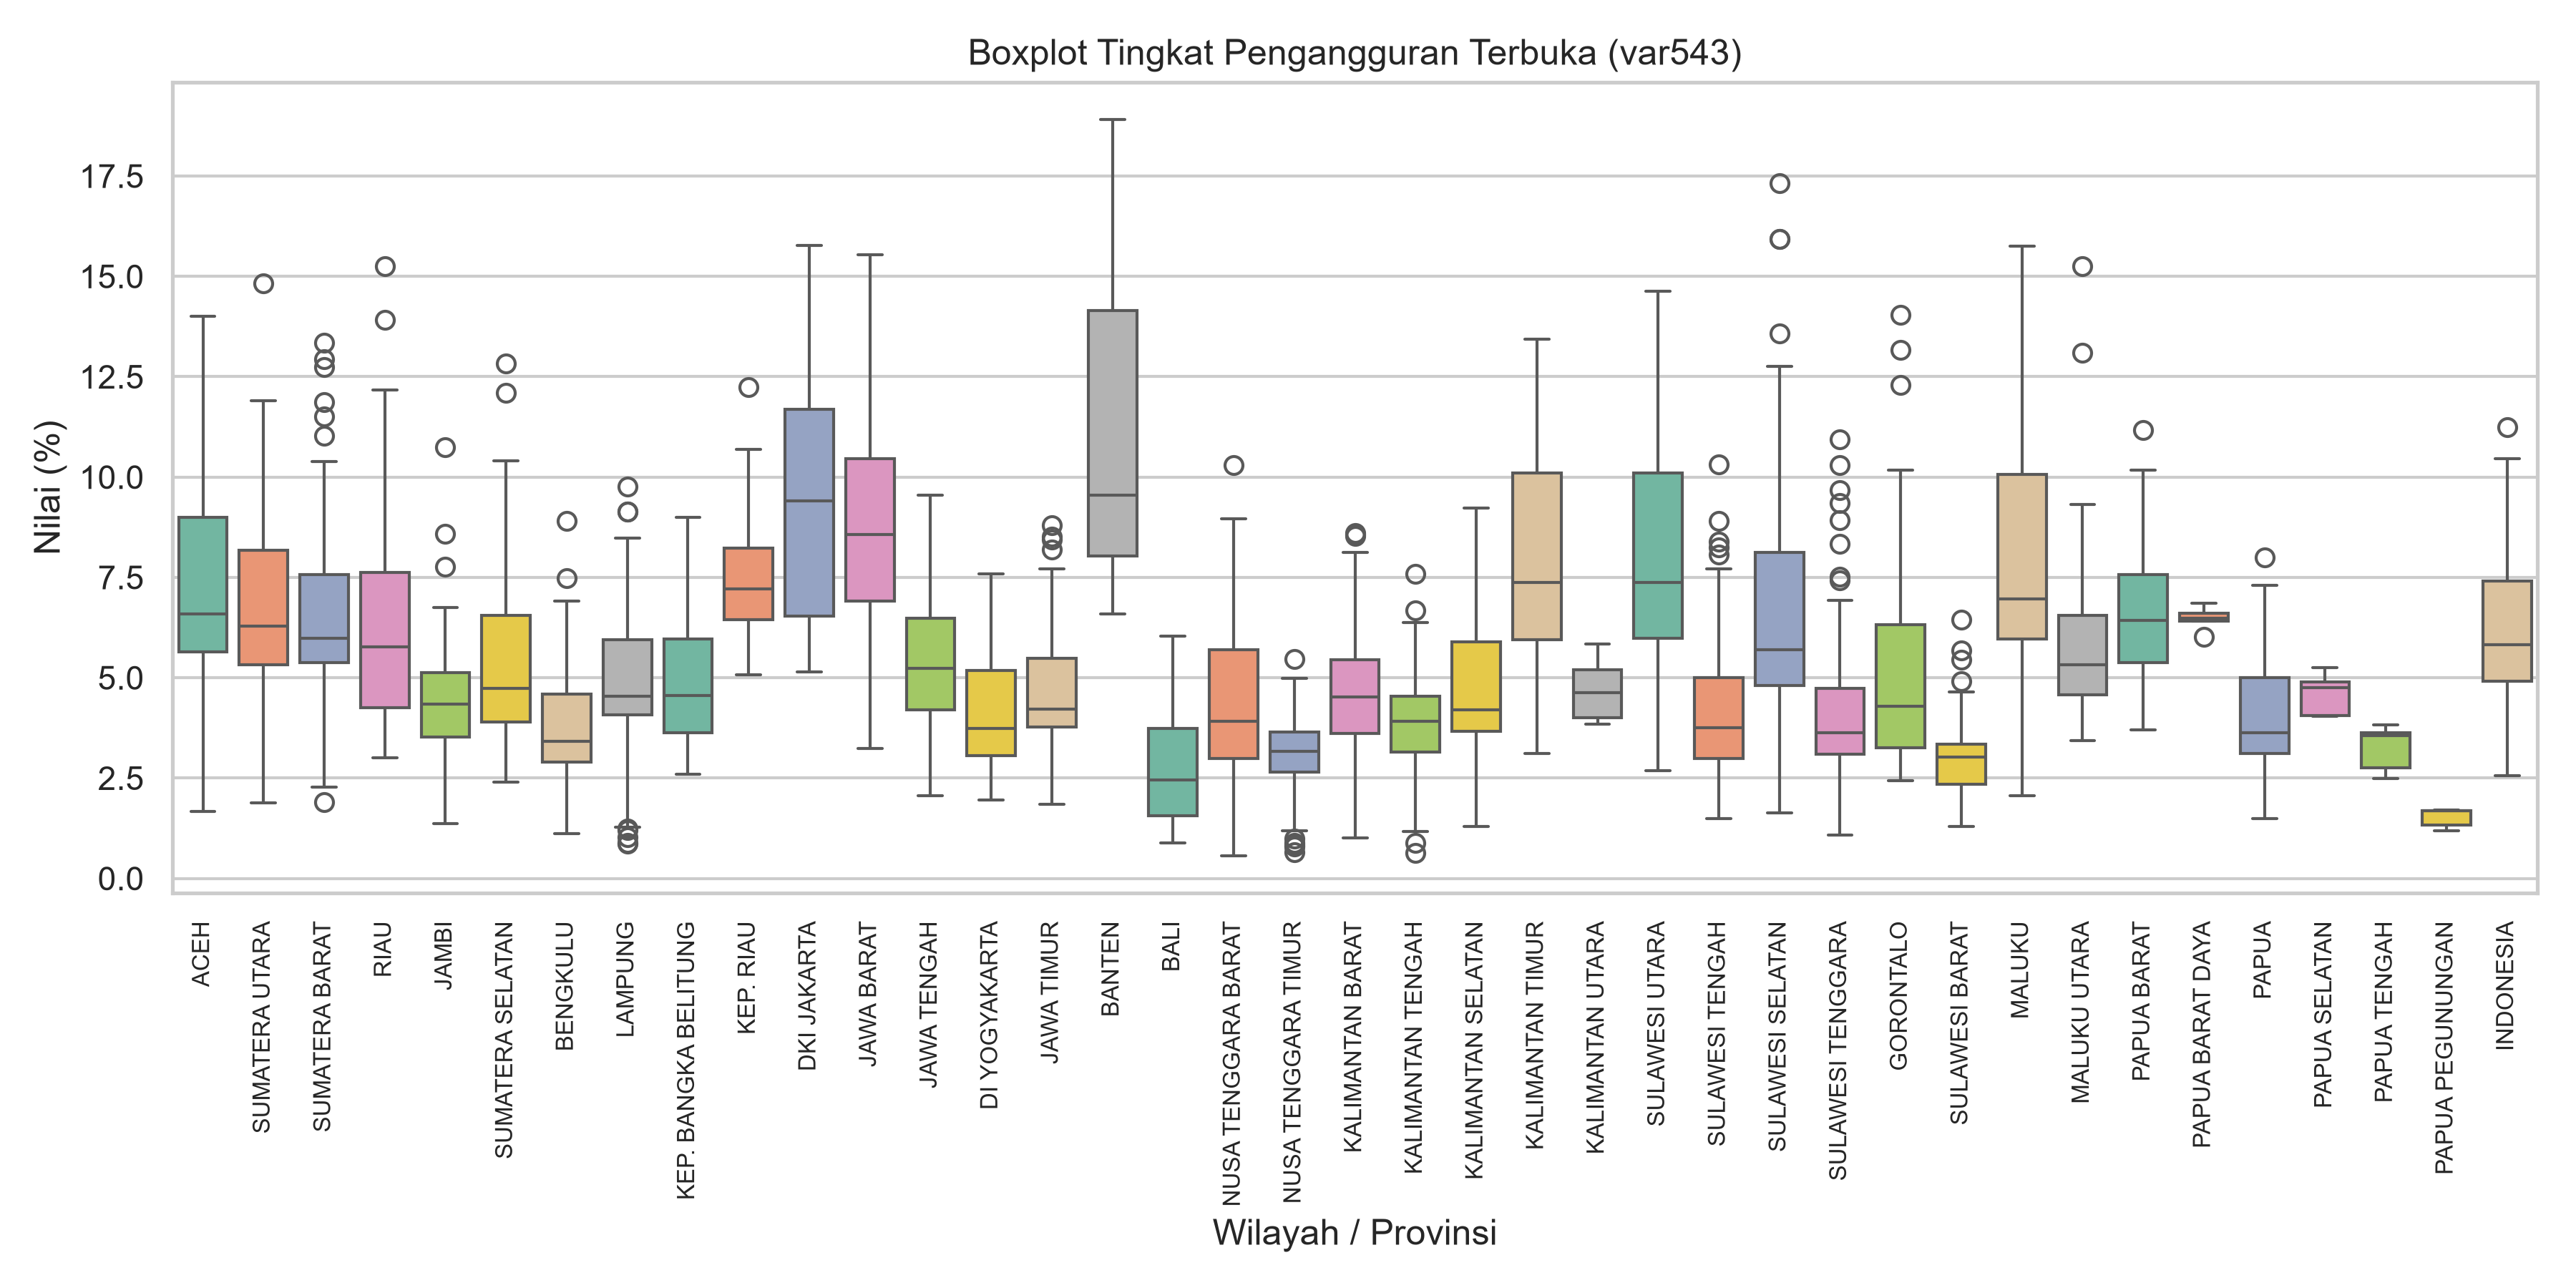 Boxplot Tingkat Pengangguran Terbuka (var543)
Nilai (%)
17.5
15.0
12.5
10.0
7.5
5.0
2.5
0.0
ACEH
SUMATERA UTARA
SUMATERA BARAT
RIAU
JAMBI
SUMATERA SELATAN
BENGKULU
LAMPUNG
KEP. BANGKA BELITUNG
KEP. RIAU
DKI JAKARTA
JAWA BARAT
JAWA TENGAH
DI YOGYAKARTA
JAWA TIMUR
BANTEN
BALI
NUSA TENGGARA BARAT
NUSA TENGGARA TIMUR
KALIMANTAN BARAT
KALIMANTAN TENGAH
KALIMANTAN SELATAN
KALIMANTAN TIMUR
KALIMANTAN UTARA
SULAWESI UTARA
SULAWESI TENGAH
SULAWESI SELATAN
SULAWESI TENGGARA
GORONTALO
SULAWESI BARAT
MALUKU
MALUKU UTARA
PAPUA BARAT
PAPUA BARAT DAYA
PAPUA
PAPUA SELATAN
PAPUA TENGAH
PAPUA PEGUNUNGAN
INDONESIA
Wilayah / Provinsi